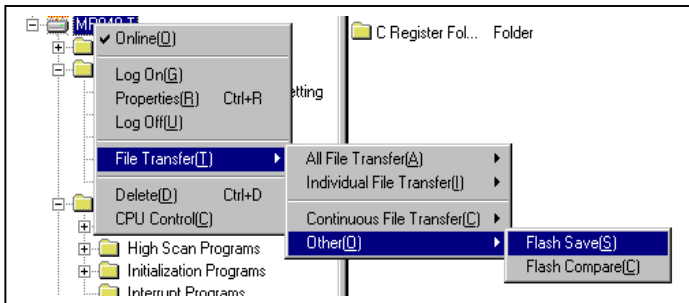 MP940 T
Online(O)
Log On(G)
Properties(R) Ctrl+R
Log Off(U)
File Transfer(T)
Delete(D) Ctrl+D
CPU Control(C)
High Scan Programs
Initialization Programs
Interrupt Programs
etting
C Register Fol... Folder
All File Transfer(A)
Individual File Transfer(I)
Continuous File Transfer(C)
Other(O)
Flash Save(S)
Flash Compare(C)